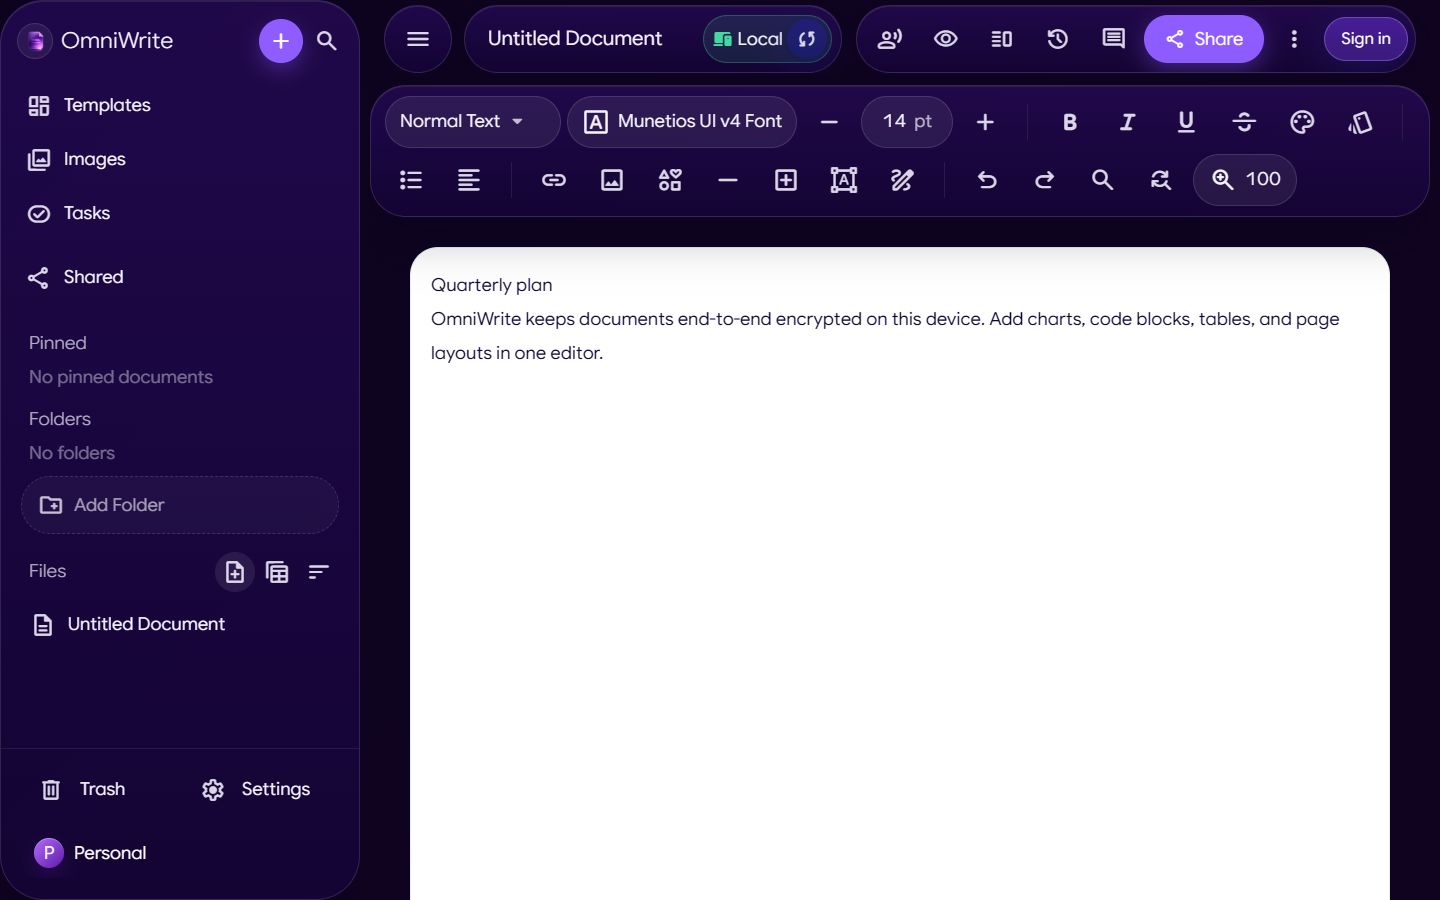 OmniWrite
Templates
Images
Tasks
Shared
Pinned
No pinned documents
Folders
No folders
Add Folder
Files
Untitled Document
Trash
Settings
P Personal
Untitled Document
Local
Share
Sign in
Normal Text
A Munetios UI v4 Font
14 pt
B I U S
A
100
Quarterly plan
OmniWrite keeps documents end-to-end encrypted on this device. Add charts, code blocks, tables, and page
layouts in one editor.